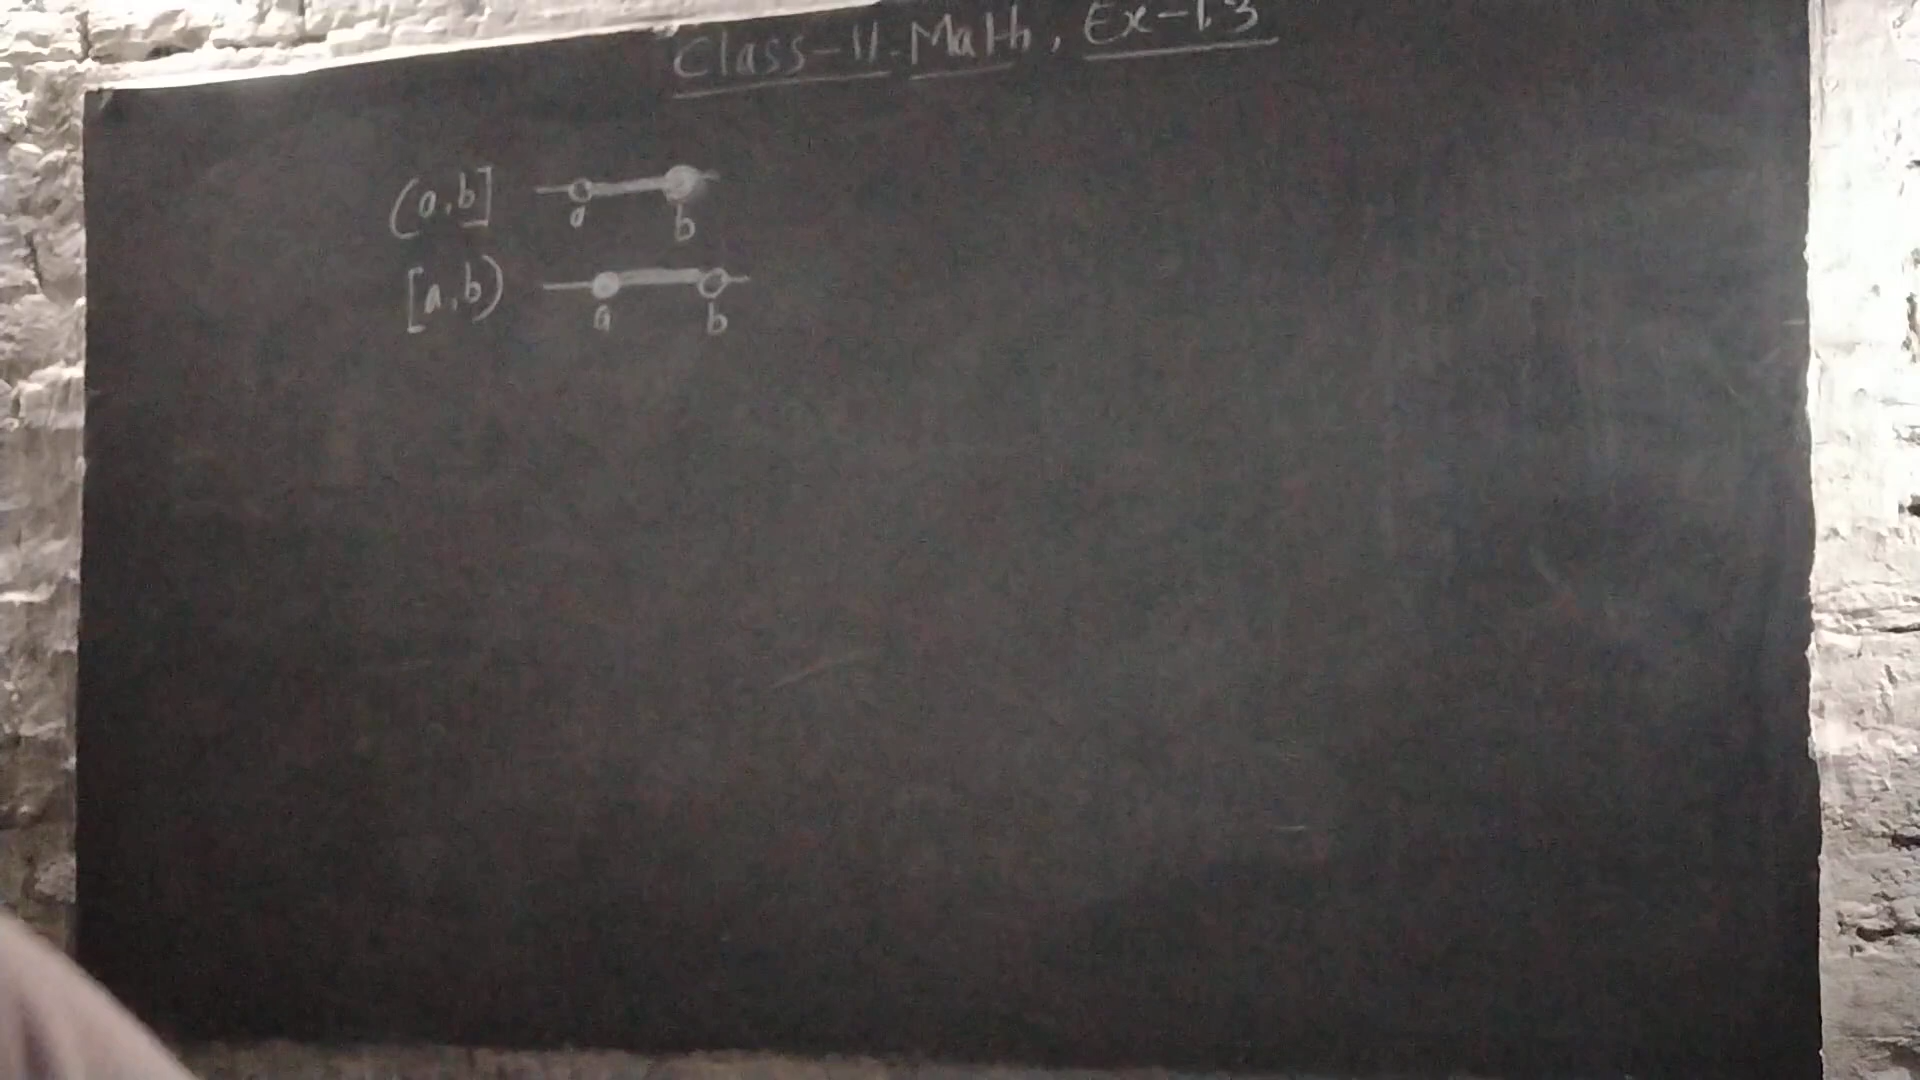 Class-11. Math, Ex-1.3
(a,b] a b
[a,b) a b